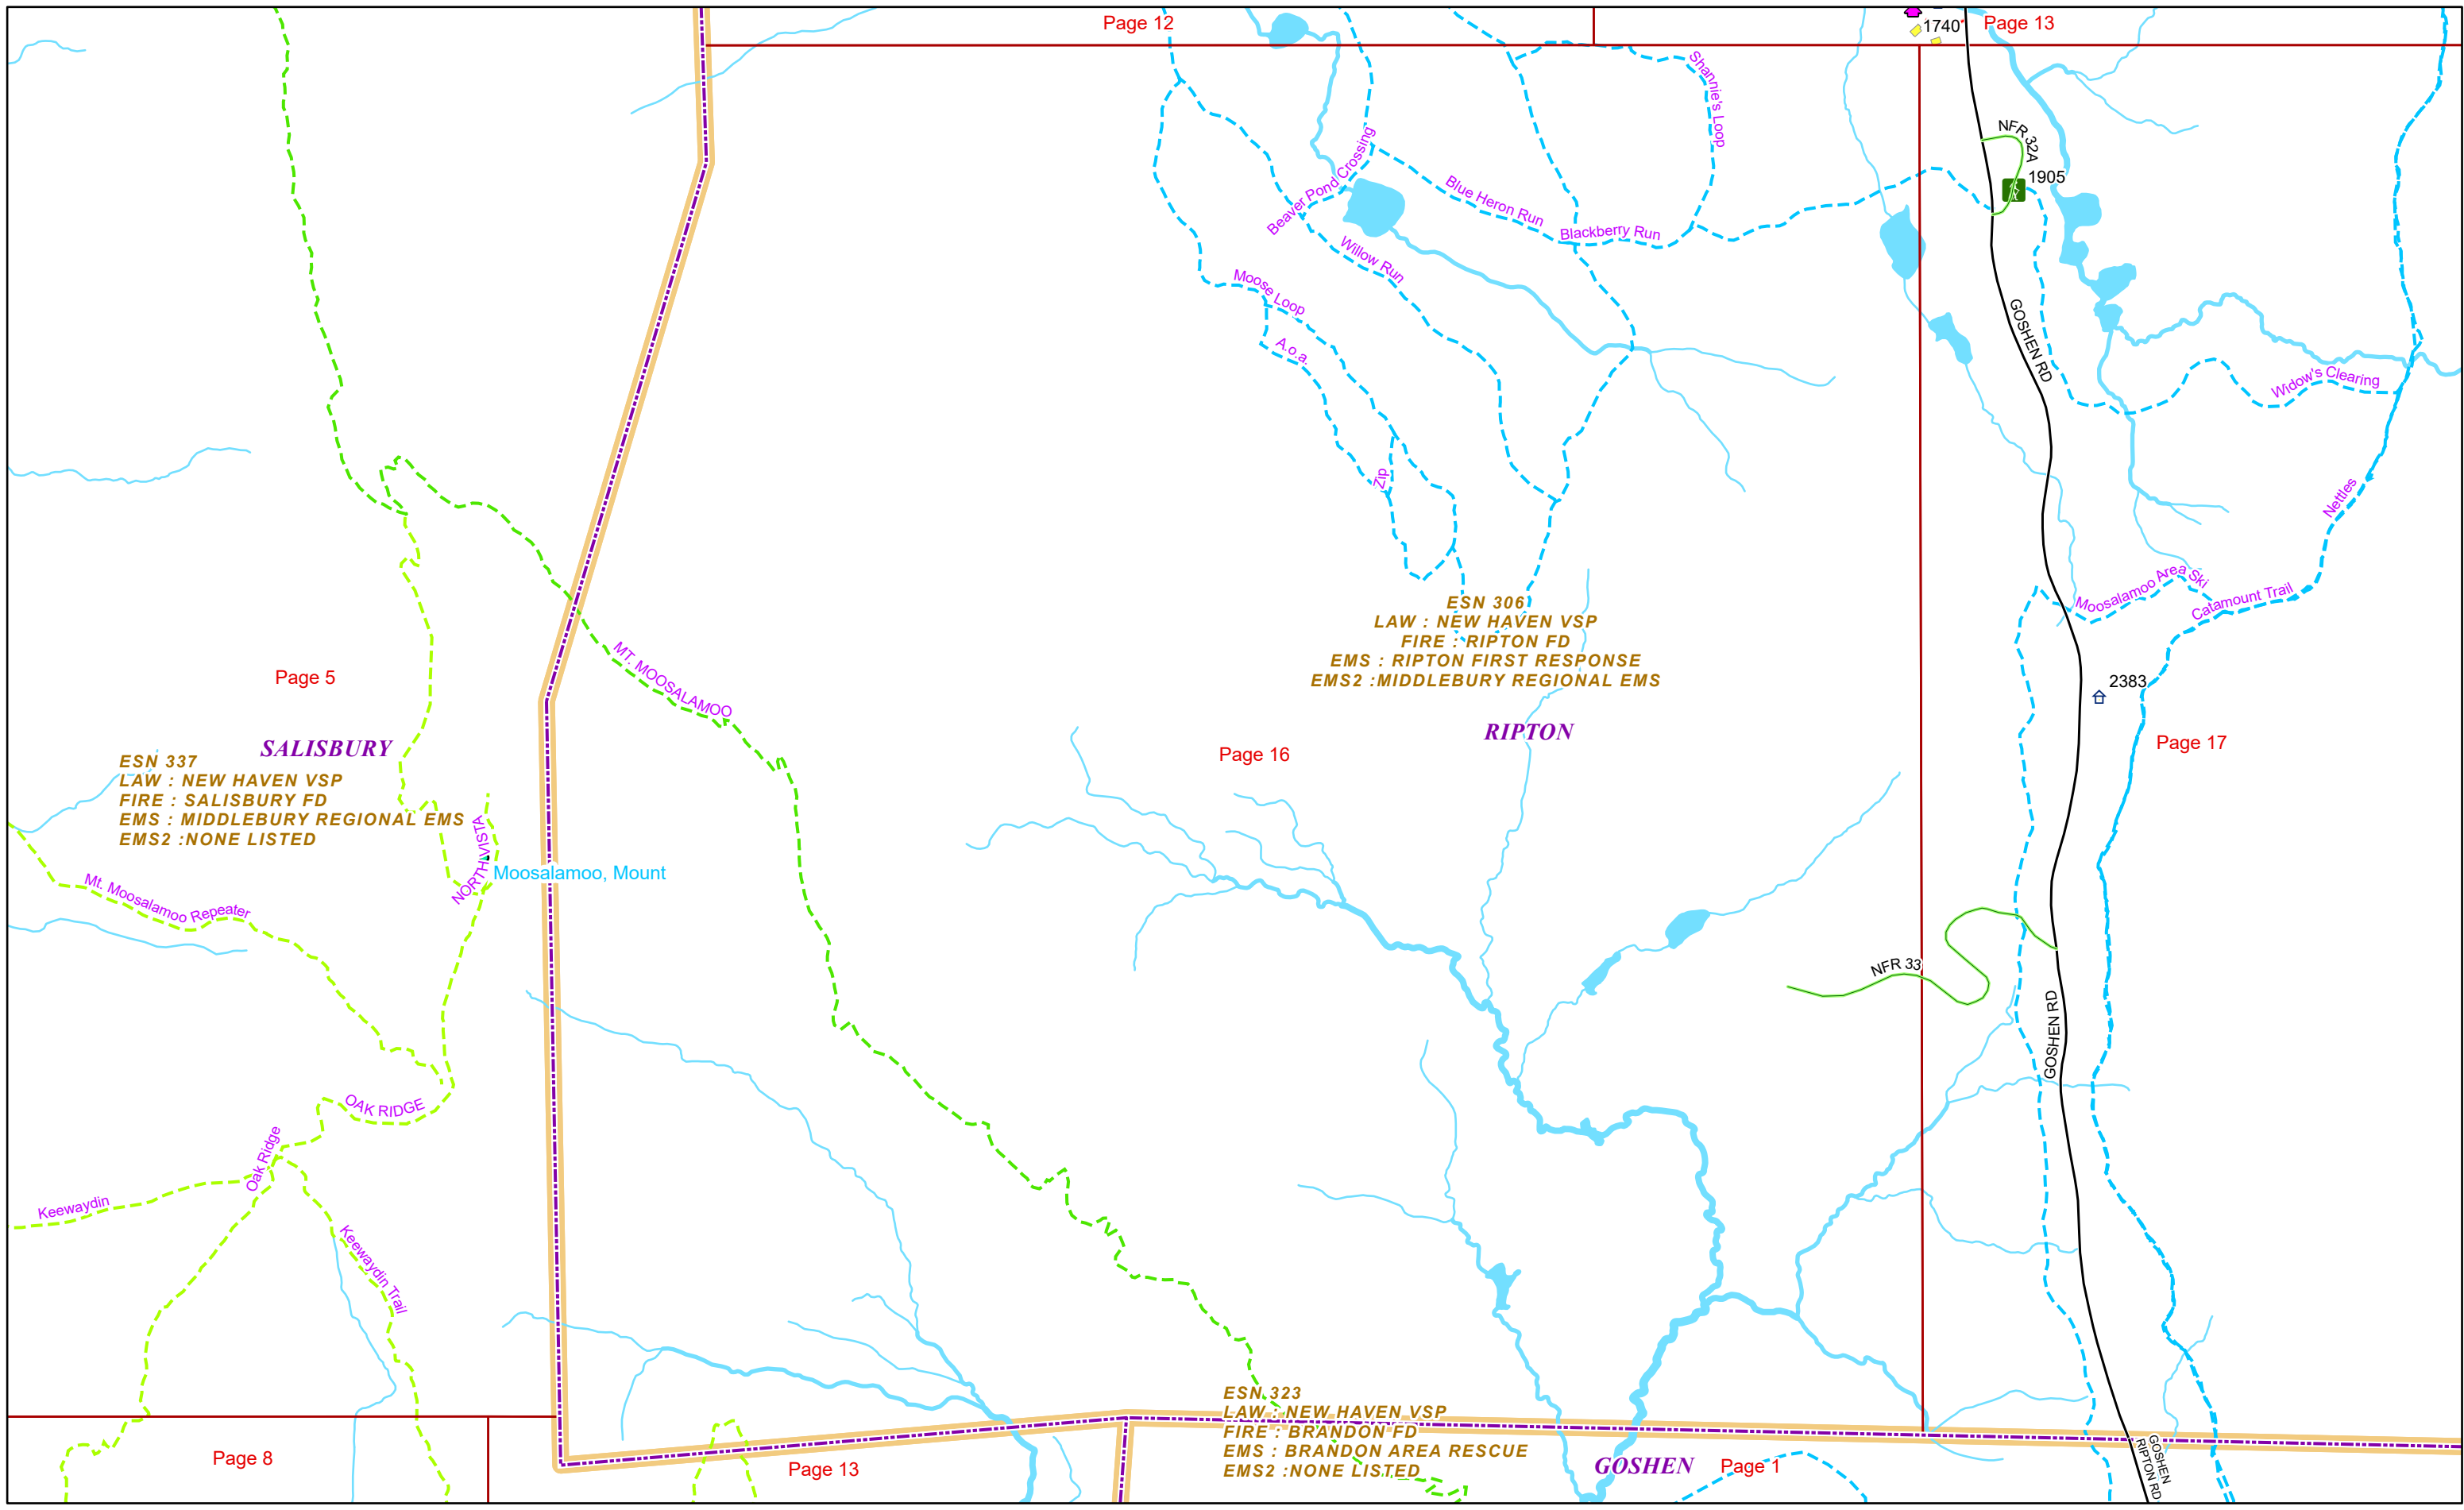 Page 12
1740
Page 13
Shannie's Loop
NFR 32A
1905
Beaver Pond Crossing
Blue Heron Run
Blackberry Run
Willow Run
Moose Loop
A.o.a.
GOSHEN RD
Widow's Clearing
Zip
Nettles
Moosalamoo Area Ski
Catamount Trail
ESN 306
LAW : NEW HAVEN VSP
FIRE : RIPTON FD
EMS : RIPTON FIRST RESPONSE
EMS2 :MIDDLEBURY REGIONAL EMS
MT. MOOSALAMOO
Page 5
2383
RIPTON
Page 16
Page 17
SALISBURY
ESN 337
LAW : NEW HAVEN VSP
FIRE : SALISBURY FD
EMS : MIDDLEBURY REGIONAL EMS
EMS2 :NONE LISTED
NORTH VISTA
Moosalamoo, Mount
Mt. Moosalamoo Repeater
NFR 33
GOSHEN RD
OAK RIDGE
Oak Ridge
Keewaydin
Keewaydin Trail
ESN 323
LAW : NEW HAVEN VSP
FIRE : BRANDON FD
EMS : BRANDON AREA RESCUE
EMS2 :NONE LISTED
Page 8
Page 13
GOSHEN
Page 1
GOSHEN
RIPTON RD